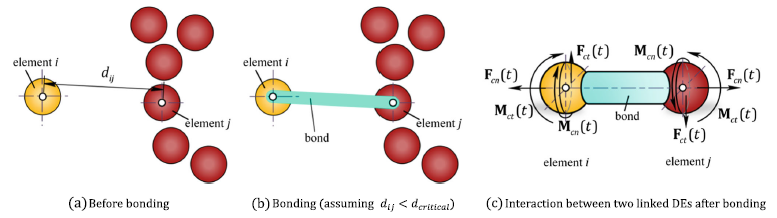 element i
d_ij
element j
(a) Before bonding
element i
element j
bond
(b) Bonding (assuming d_ij < d_critical)
F_ct(t)
M_cn(t)
F_cn(t)
F_cn(t)
M_ct(t)
M_ct(t)
bond
M_cn(t)
F_ct(t)
element i
element j
(c) Interaction between two linked DEs after bonding